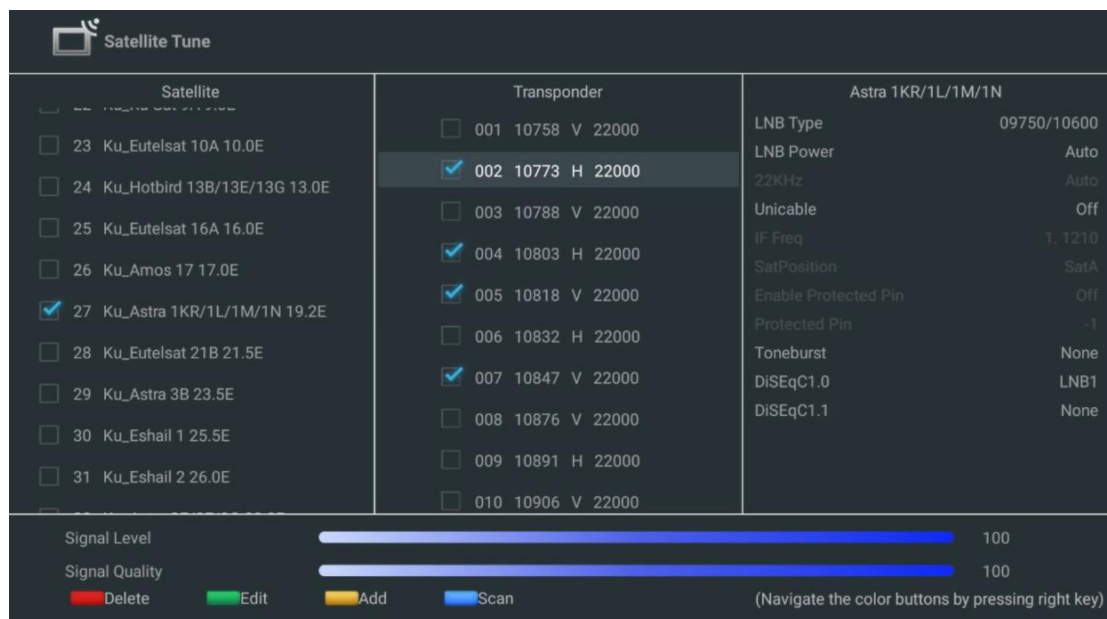 Satellite Tune
Satellite
23 Ku_Eutelsat 10A 10.0E
24 Ku_Hotbird 13B/13E/13G 13.0E
25 Ku_Eutelsat 16A 16.0E
26 Ku_Amos 17 17.0E
27 Ku_Astra 1KR/1L/1M/1N 19.2E
28 Ku_Eutelsat 21B 21.5E
29 Ku_Astra 3B 23.5E
30 Ku_Eshail 1 25.5E
31 Ku_Eshail 2 26.0E
Transponder
001 10758 V 22000
002 10773 H 22000
003 10788 V 22000
004 10803 H 22000
005 10818 V 22000
006 10832 H 22000
007 10847 V 22000
008 10876 V 22000
009 10891 H 22000
010 10906 V 22000
Astra 1KR/1L/1M/1N
LNB Type 09750/10600
LNB Power Auto
22KHz Auto
Unicable Off
IF Freq 1. 1210
SatPosition SatA
Enable Protected Pin Off
Protected Pin -1
Toneburst None
DiSEqC1.0 LNB1
DiSEqC1.1 None
Signal Level 100
Signal Quality 100
Delete Edit Add Scan (Navigate the color buttons by pressing right key)